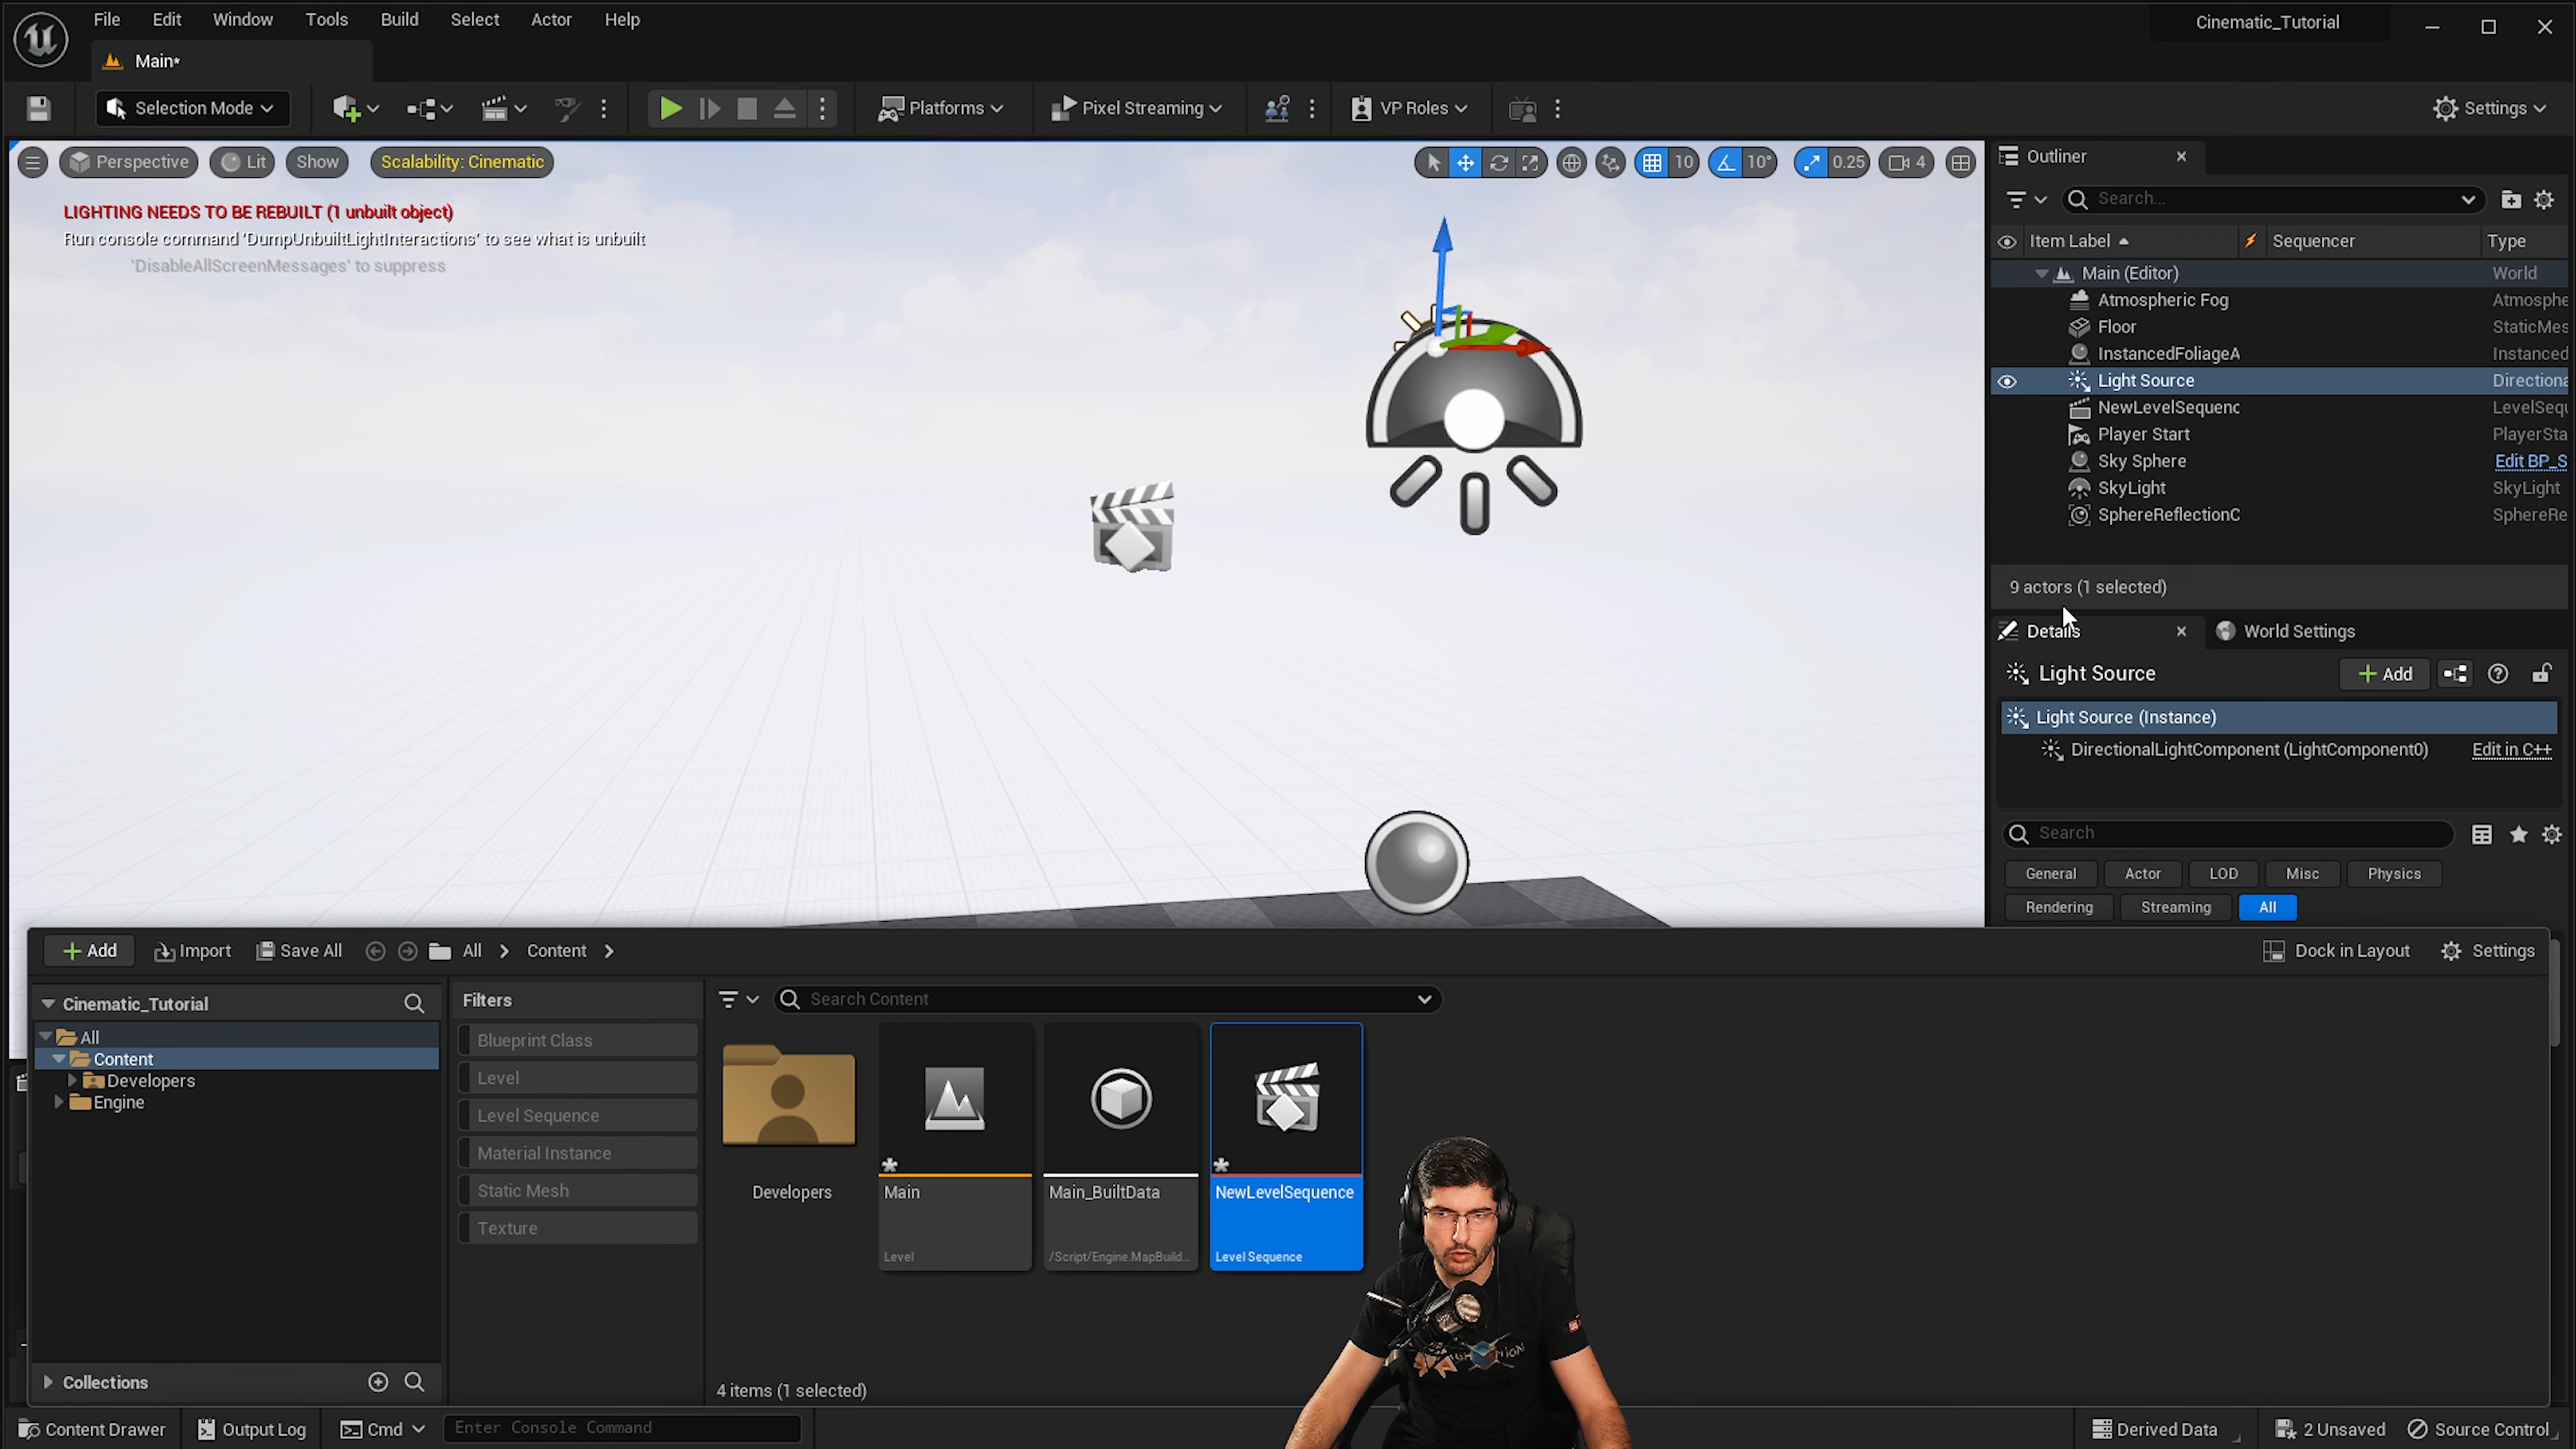 File Edit Window Tools Build Select Actor Help
Cinematic_Tutorial
Main*
Selection Mode
Platforms
Pixel Streaming
VP Roles
Settings
Perspective
Lit
Show
Scalability: Cinematic
10
10°
0.25
4
LIGHTING NEEDS TO BE REBUILT (1 unbuilt object)
Run console command 'DumpUnbuiltLightInteractions' to see what is unbuilt
'DisableAllScreenMessages' to suppress
Outliner
Search...
Item Label Sequencer Type
Main (Editor) World
Atmospheric Fog Atmosphe
Floor StaticMes
InstancedFoliageA Instanced
Light Source Directiona
NewLevelSequenc LevelSequ
Player Start PlayerSta
Sky Sphere Edit BP_S
SkyLight SkyLight
SphereReflectionC SphereRe
9 actors (1 selected)
Details
World Settings
Light Source
Add
Light Source (Instance)
DirectionalLightComponent (LightComponent0) Edit in C++
Search
General Actor LOD Misc Physics
Rendering Streaming All
Add Import Save All All Content
Dock in Layout Settings
Cinematic_Tutorial
All
Content
Developers
Engine
Collections
Filters
Blueprint Class
Level
Level Sequence
Material Instance
Static Mesh
Texture
Search Content
Developers
Main
Level
Main_BuiltData
/Script/Engine.MapBuild...
NewLevelSequence
Level Sequence
4 items (1 selected)
Content Drawer Output Log Cmd Enter Console Command
Derived Data 2 Unsaved Source Control